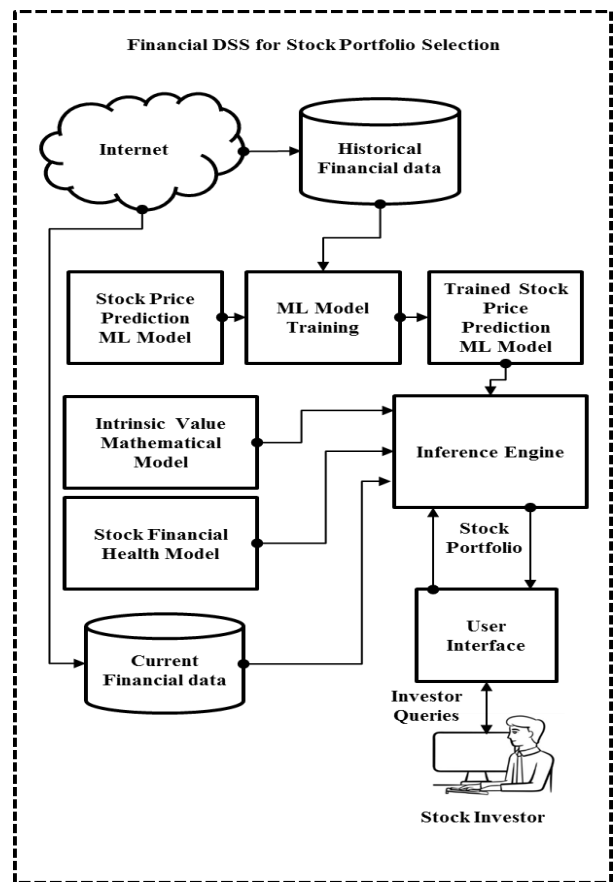 Financial DSS for Stock Portfolio Selection
Internet
Historical
Financial data
Stock Price
Prediction
ML Model
ML Model
Training
Trained Stock
Price
Prediction
ML Model
Intrinsic Value
Mathematical
Model
Inference Engine
Stock Financial
Health Model
Stock
Portfolio
Current
Financial data
User
Interface
Investor
Queries
Stock Investor